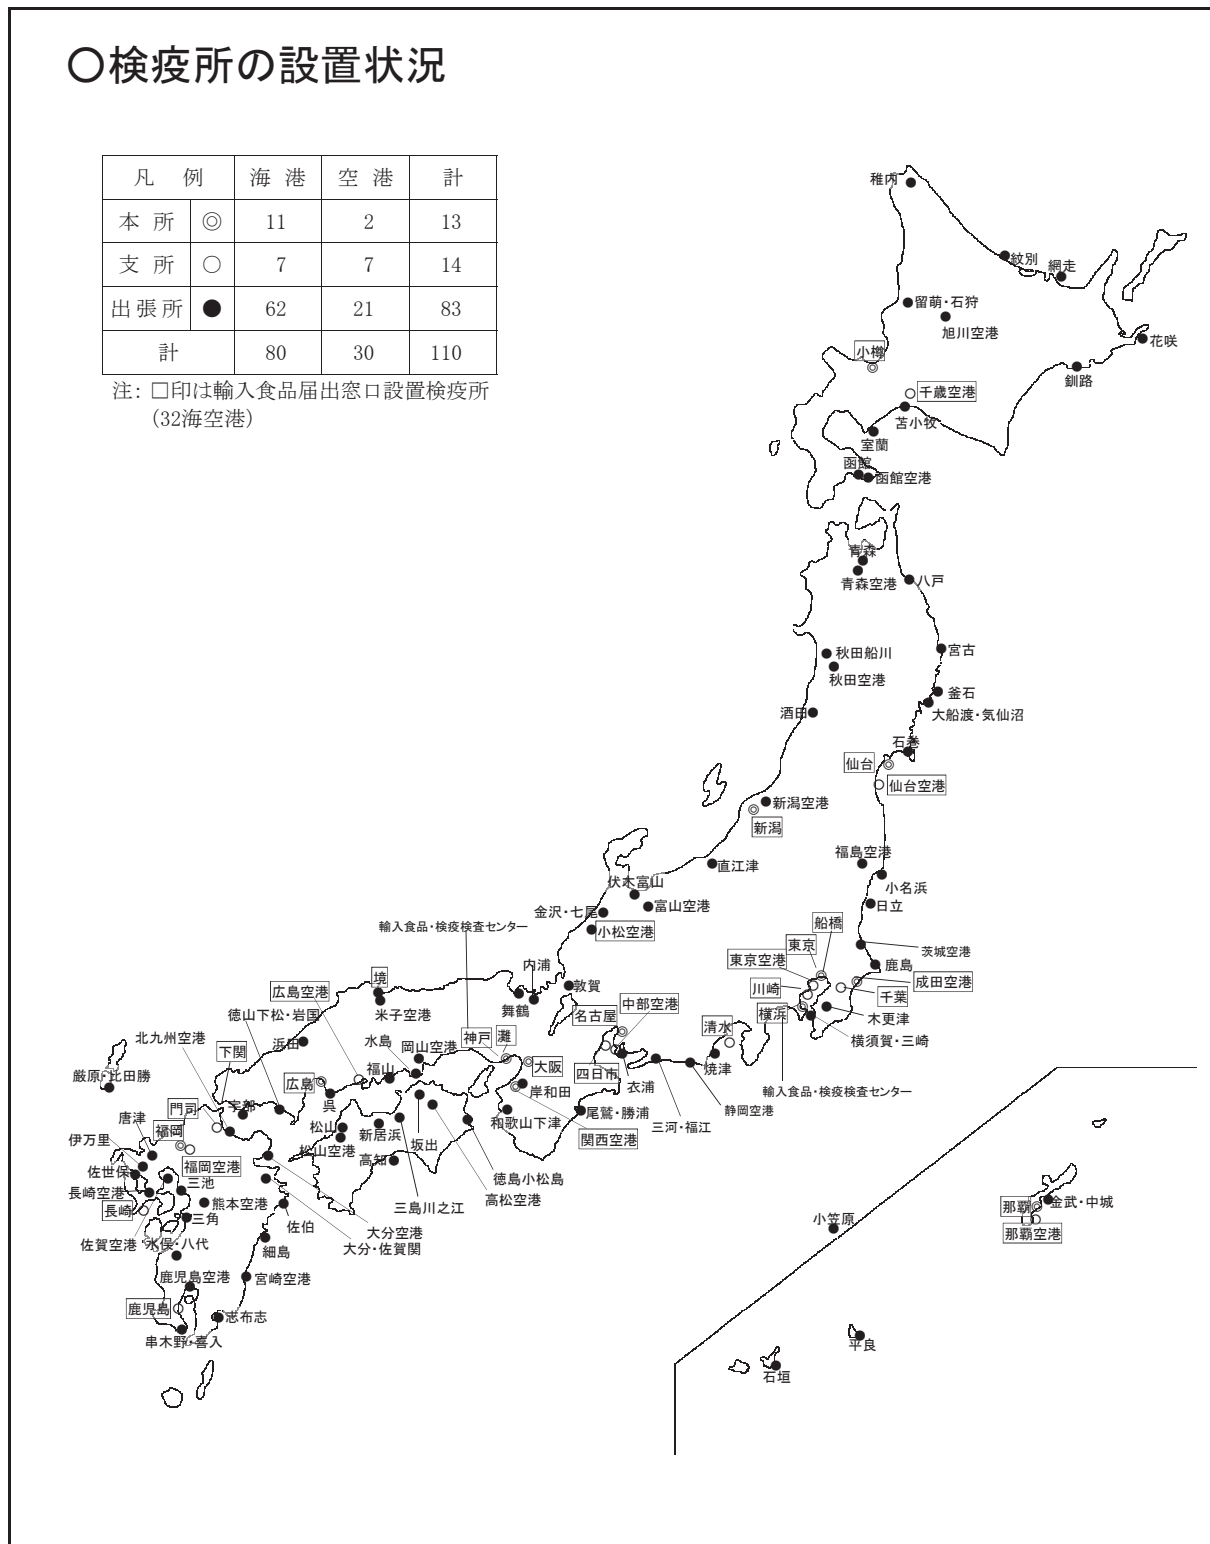 〇検疫所の設置状況
凡 例 海 港 空 港 計
本 所 ◎ 11 2 13
支 所 ○ 7 7 14
出張所 ● 62 21 83
計 80 30 110
注：□印は輸入食品届出窓口設置検疫所
(32海空港)
稚内
紋別
網走
留萌・石狩
旭川空港
花咲
小樽
釧路
千歳空港
苫小牧
室蘭
函館
函館空港
青森
青森空港
八戸
宮古
秋田船川
秋田空港
釜石
大船渡・気仙沼
酒田
石巻
仙台
仙台空港
新潟空港
新潟
福島空港
直江津
小名浜
伏木富山
日立
金沢・七尾
富山空港
船橋
輸入食品・検疫検査センター
小松空港
東京
茨城空港
東京空港
内浦
鹿島
境
敦賀
川崎
成田空港
広島空港
千葉
舞鶴
中部空港
米子空港
名古屋
横浜
木更津
徳山下松・岩国
清水
北九州空港
水島
神戸
灘
横須賀・三崎
浜田
岡山空港
下関
大阪
焼津
厳原・比田勝
広島
福山
四日市
衣浦
輸入食品・検疫検査センター
岸和田
呉
門司
宇部
尾鷲・勝浦
静岡空港
唐津
和歌山下津
三河・福江
福岡
松山
新居浜
伊万里
坂出
関西空港
松山空港
福岡空港
高知
佐世保
徳島小松島
三池
長崎空港
高松空港
熊本空港
三島川之江
長崎
金武・中城
那覇
三角
小笠原
佐伯
大分空港
那覇空港
佐賀空港
水俣・八代
細島
大分・佐賀関
鹿児島空港
宮崎空港
鹿児島
志布志
串木野・喜入
平良
石垣